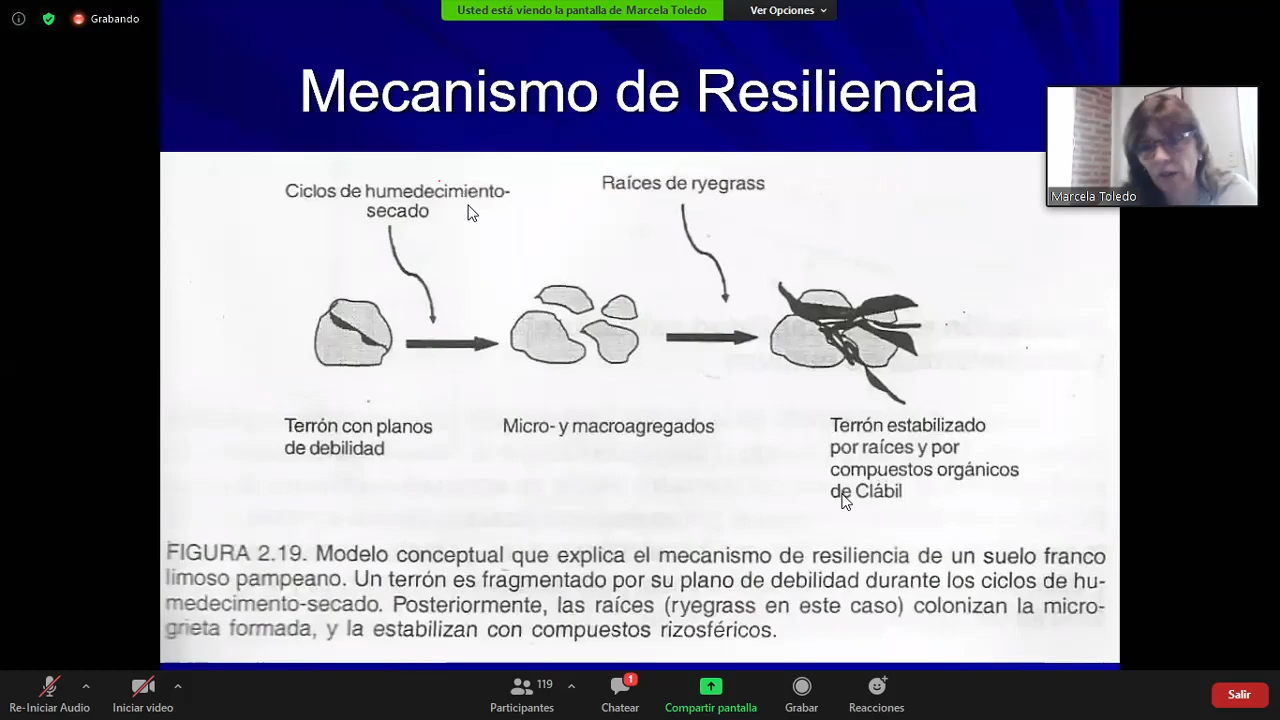 Grabando
Usted está viendo la pantalla de Marcela Toledo
Ver Opciones
Mecanismo de Resiliencia
Marcela Toledo
Ciclos de humedecimiento-
secado
Raíces de ryegrass
Terrón con planos
de debilidad
Micro- y macroagregados
Terrón estabilizado
por raíces y por
compuestos orgánicos
de Clábil
FIGURA 2.19. Modelo conceptual que explica el mecanismo de resiliencia de un suelo franco
limoso pampeano. Un terrón es fragmentado por su plano de debilidad durante los ciclos de hu-
medecimento-secado. Posteriormente, las raíces (ryegrass en este caso) colonizan la micro-
grieta formada, y la estabilizan con compuestos rizosféricos.
Re-Iniciar Audio
Iniciar video
119
Participantes
1
Chatear
Compartir pantalla
Grabar
Reacciones
Salir